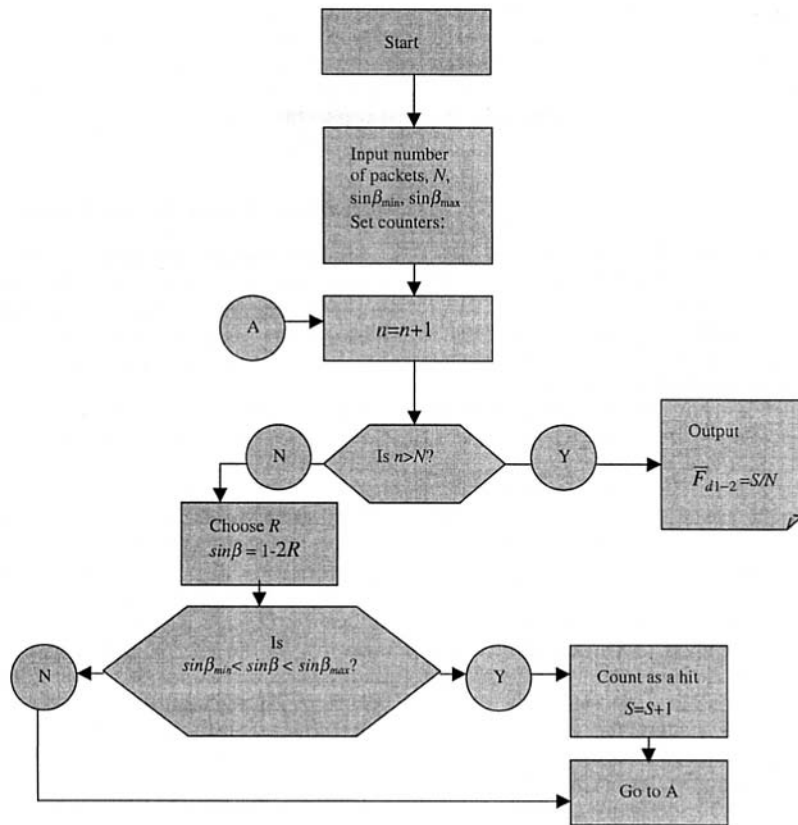 Start
Input number
of packets, N,
sinβmin, sinβmax
Set counters:
A
n=n+1
N
Is n>N?
Y
Output
F̅d1−2 =S/N
Choose R
sinβ = 1-2R
N
Is
sinβmin< sinβ < sinβmax?
Y
Count as a hit
S=S+1
Go to A